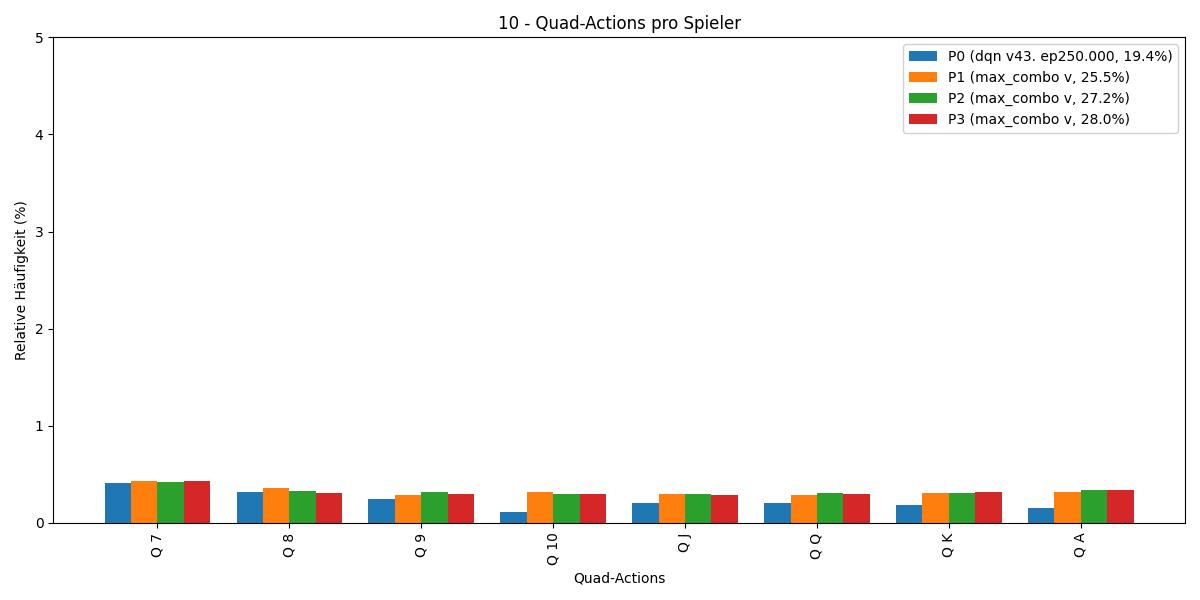 10 - Quad-Actions pro Spieler
P0 (dqn v43. ep250.000, 19.4%)
P1 (max_combo v, 25.5%)
P2 (max_combo v, 27.2%)
P3 (max_combo v, 28.0%)
Relative Häufigkeit (%)
5
4
3
2
1
0
Q 7
Q 8
Q 9
Q 10
Q J
Q Q
Q K
Q A
Quad-Actions